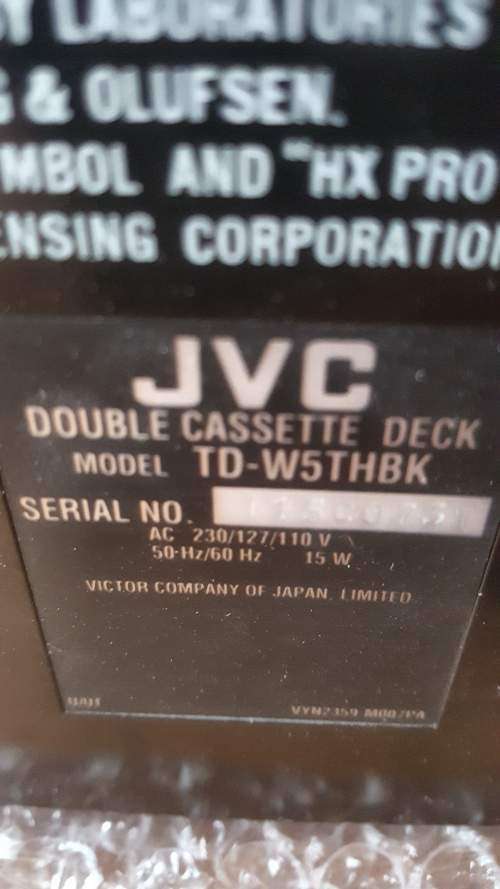 LABORATORIES
& OLUFSEN.
MBOL AND "HX PRO
ENSING CORPORATION
JVC
DOUBLE CASSETTE DECK
MODEL TD-W5THBK
SERIAL NO.
AC 230/127/110 V
50-Hz/60 Hz 15 W
VICTOR COMPANY OF JAPAN, LIMITED